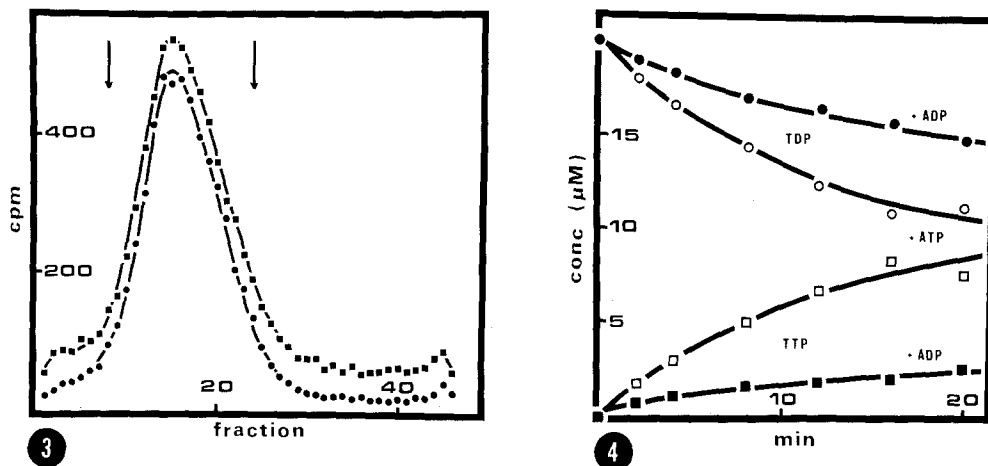 400
200
cpm
20
40
fraction
3
15
10
5
conc (µM)
+ ADP
TDP
+ ATP
TTP
+ ADP
10
20
min
4